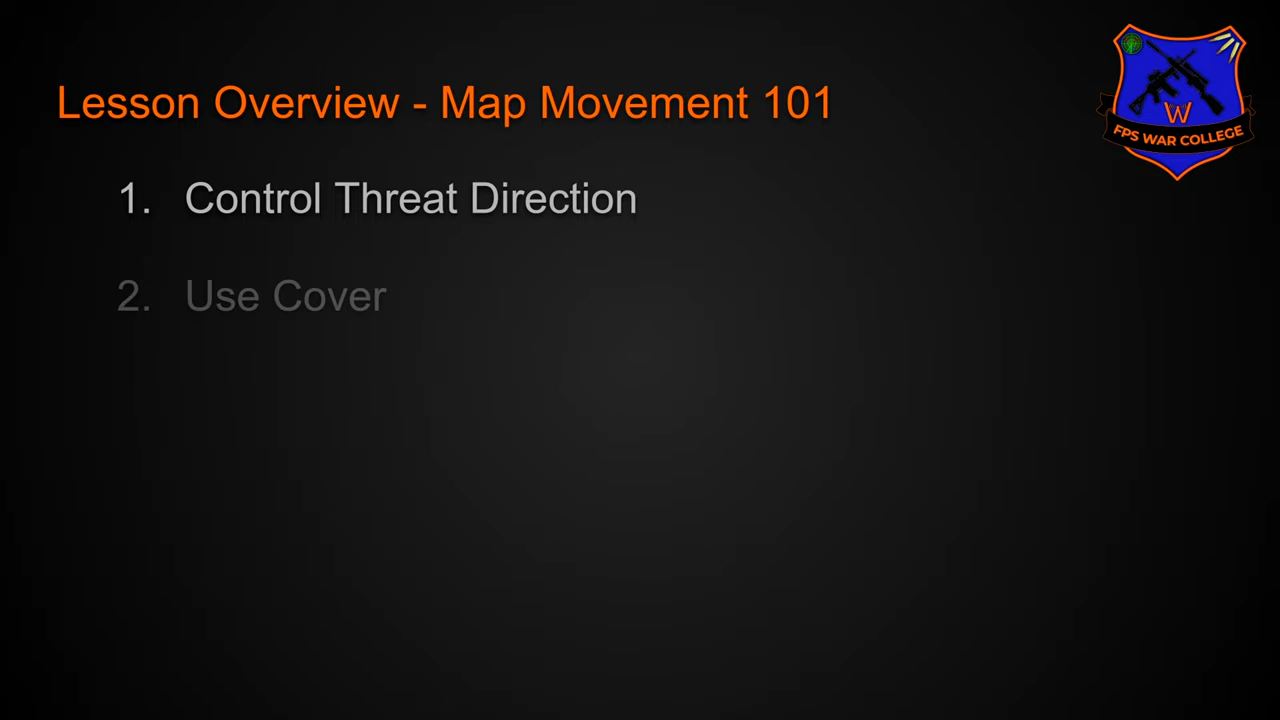 Lesson Overview - Map Movement 101
1. Control Threat Direction
2. Use Cover
W
FPS WAR COLLEGE